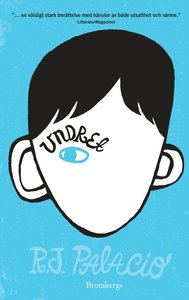 "... en väldigt stark berättelse med känslor av både utsatthet och värme."
LitteraturMagazinet
UNDRET
R.J. PALACIO
Brombergs